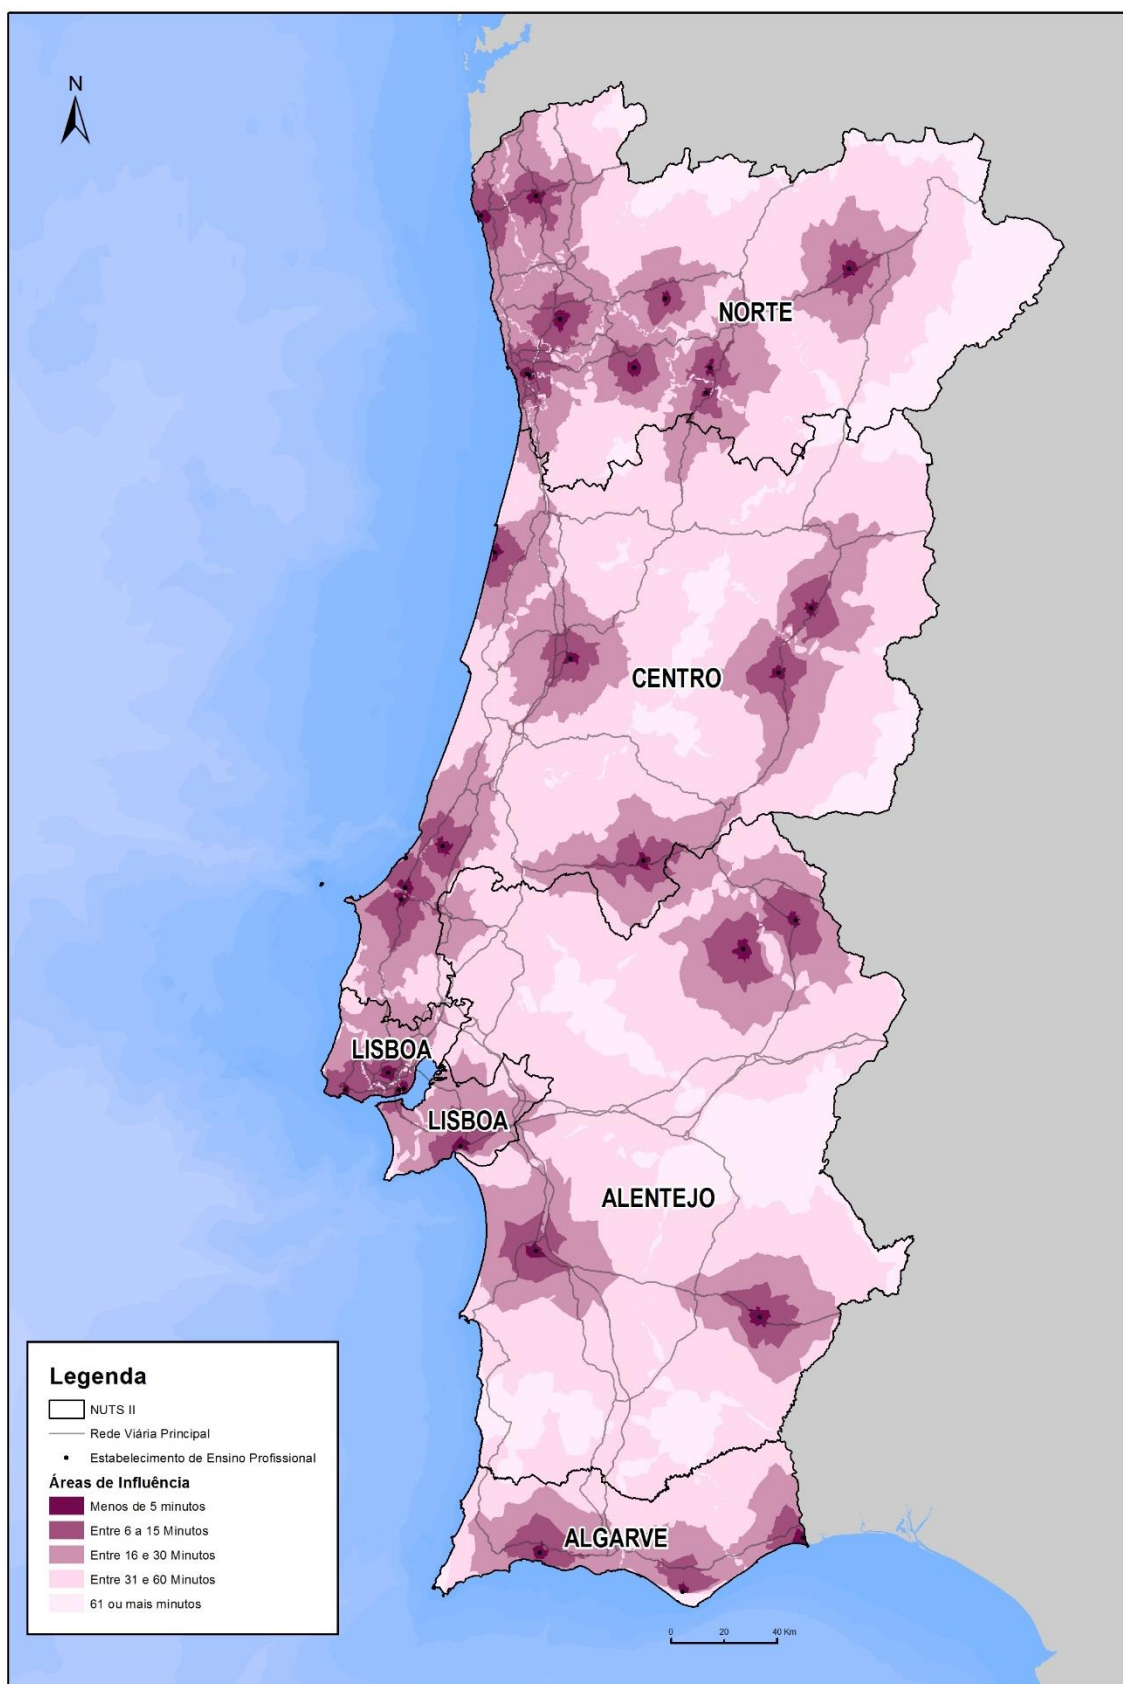 N
NORTE
CENTRO
LISBOA
LISBOA
ALENTEJO
ALGARVE
Legenda
NUTS II
Rede Viária Principal
Estabelecimento de Ensino Profissional
Áreas de Influência
Menos de 5 minutos
Entre 6 a 15 Minutos
Entre 16 e 30 Minutos
Entre 31 e 60 Minutos
61 ou mais minutos
0 20 40 Km